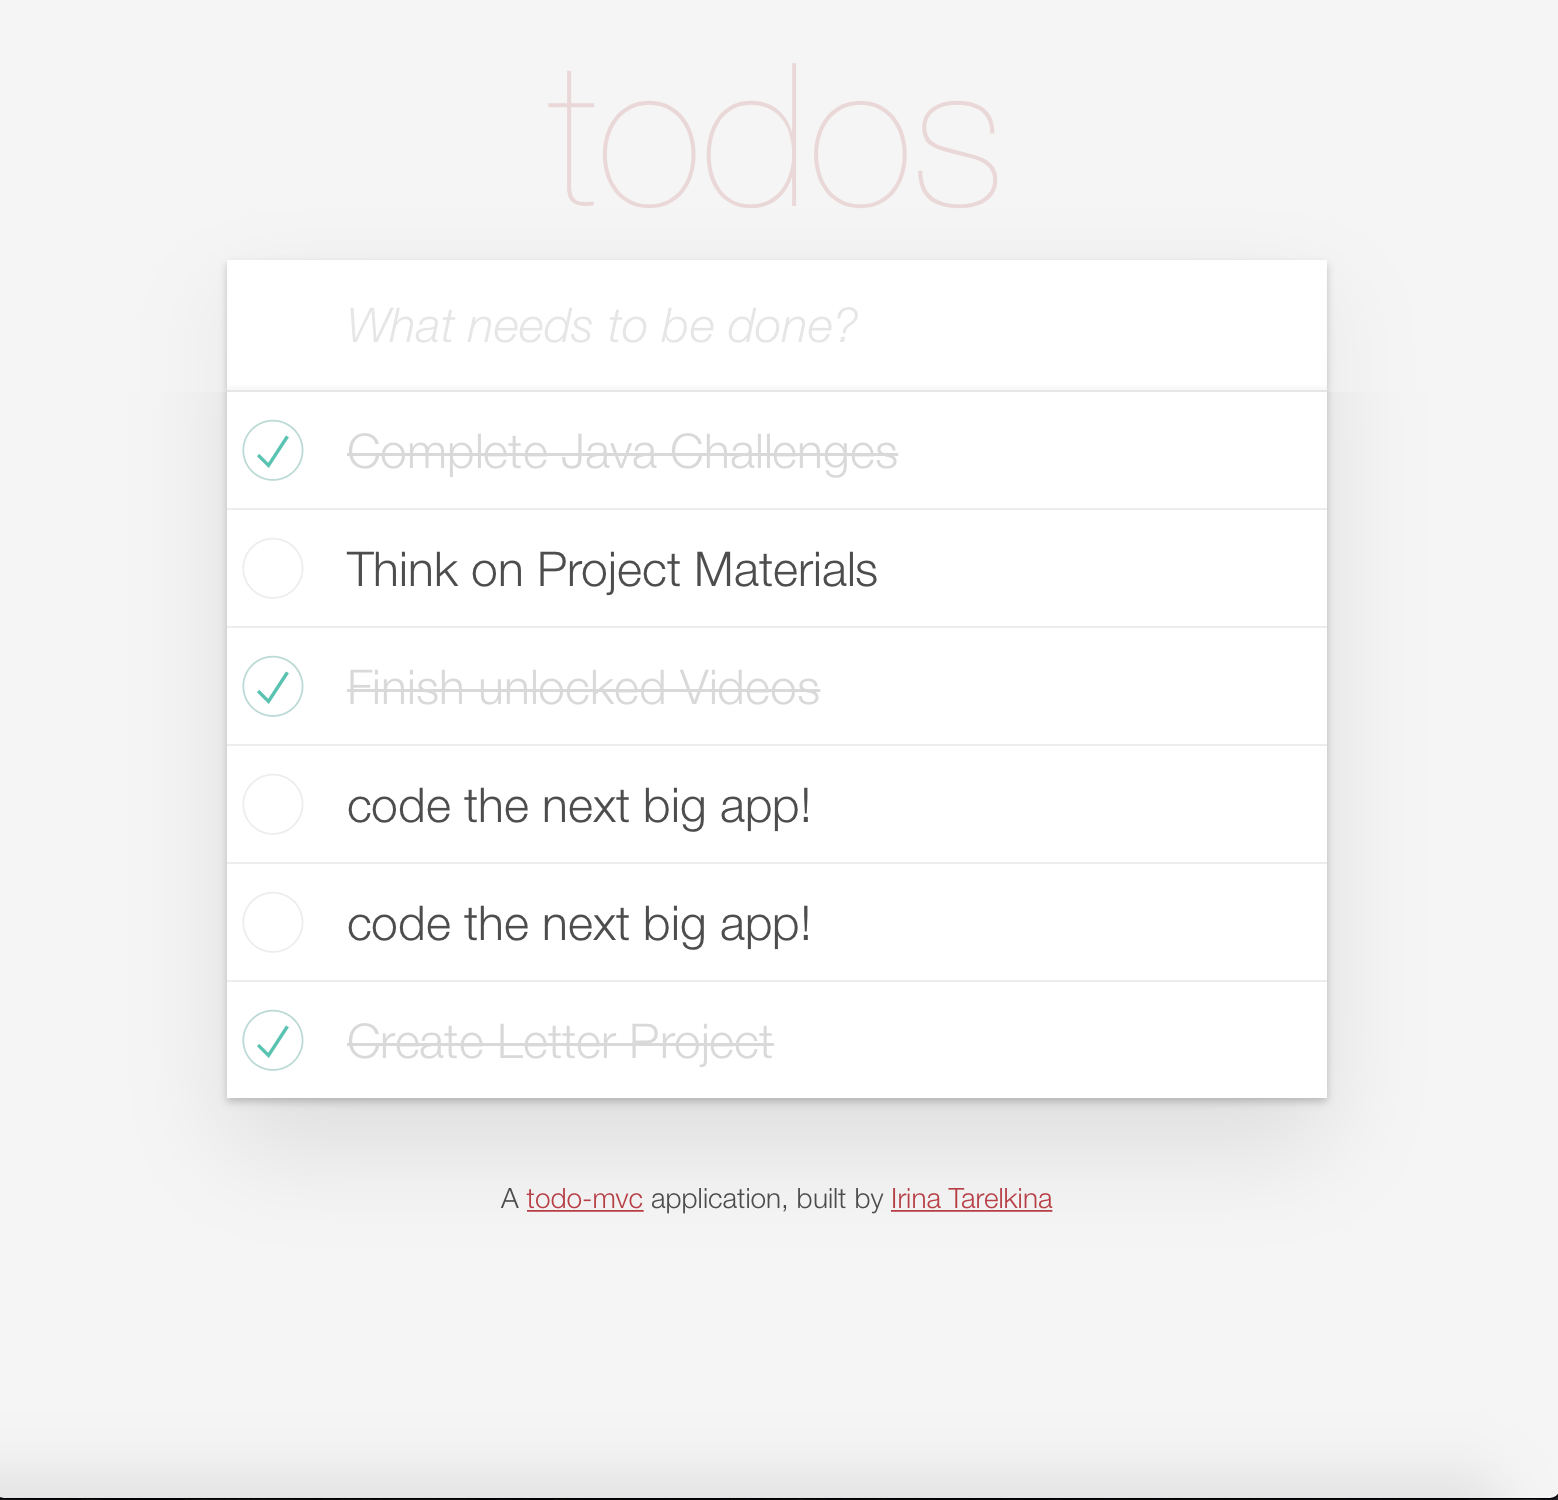 todos
What needs to be done?
Complete Java Challenges
Think on Project Materials
Finish unlocked Videos
code the next big app!
code the next big app!
Create Letter Project
A todo-mvc application, built by Irina Tarelkina